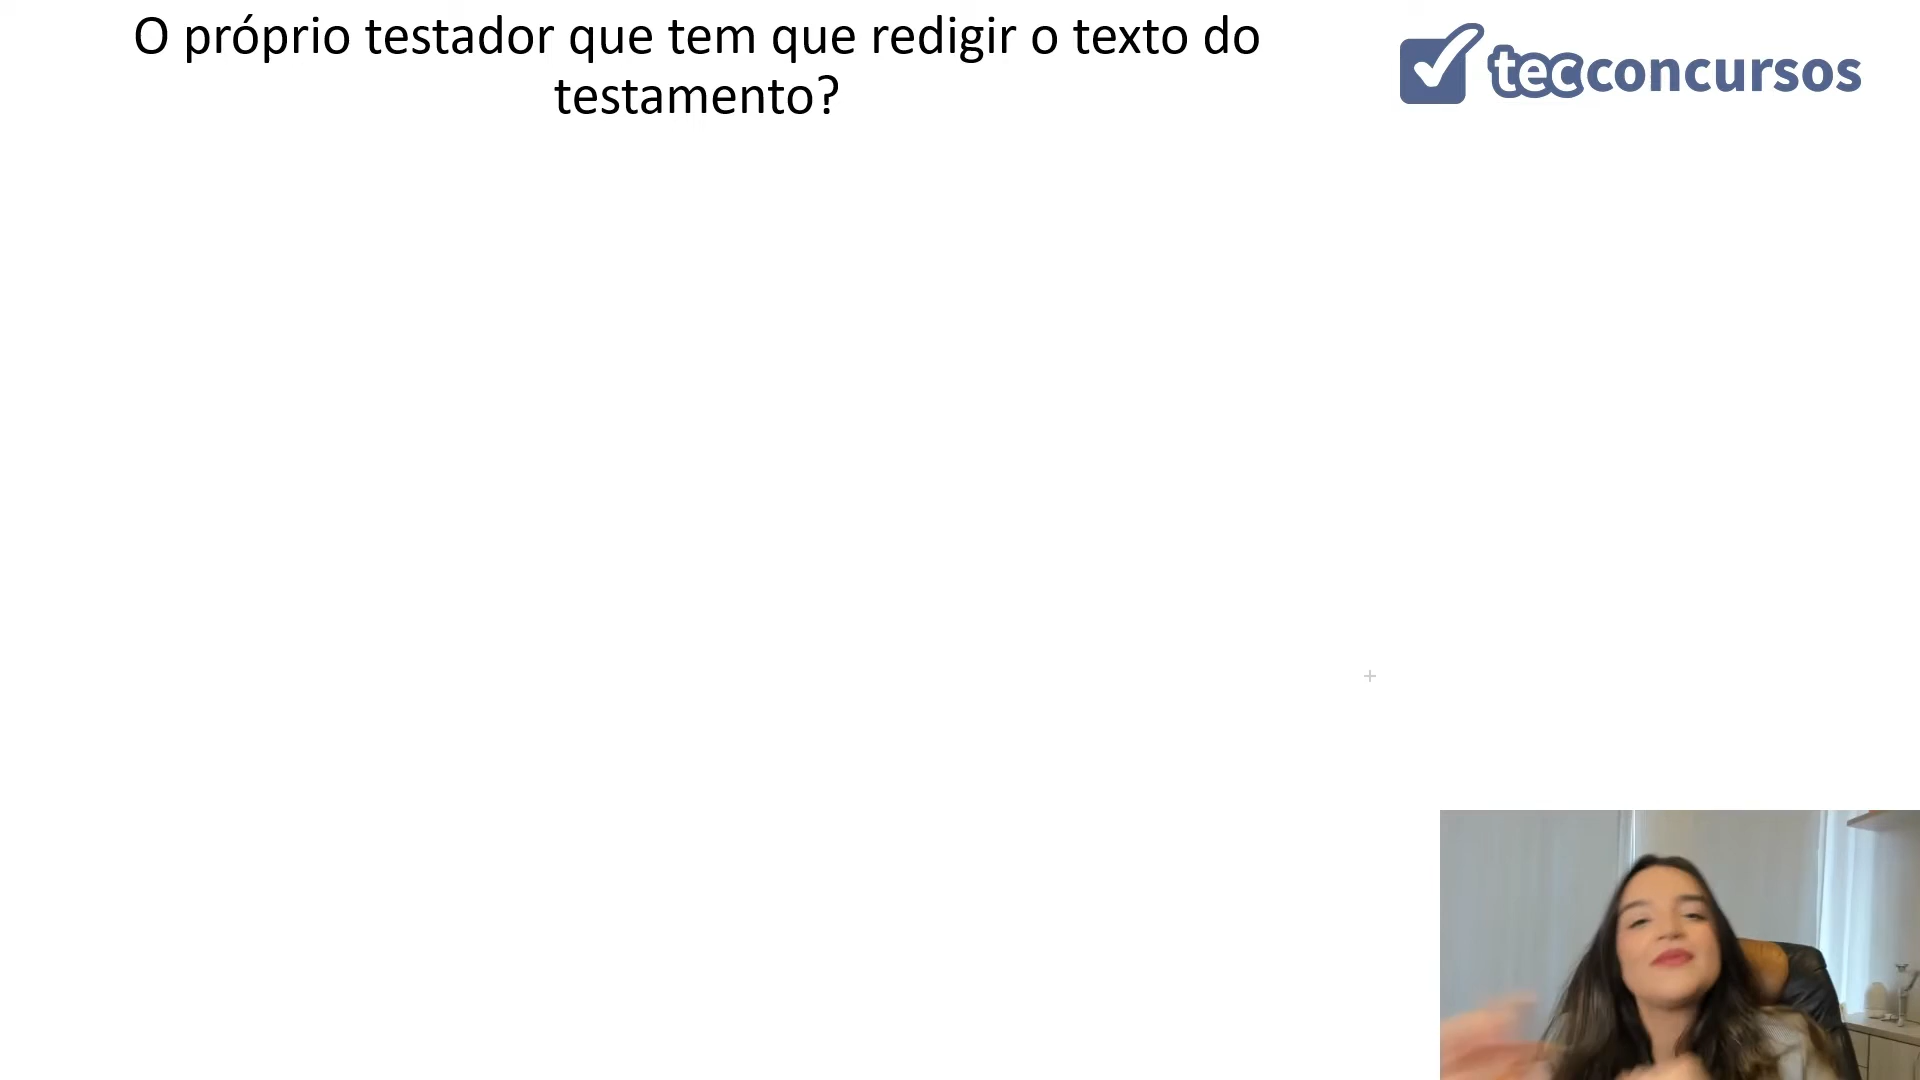 O próprio testador que tem que redigir o texto do
testamento?
tecconcursos